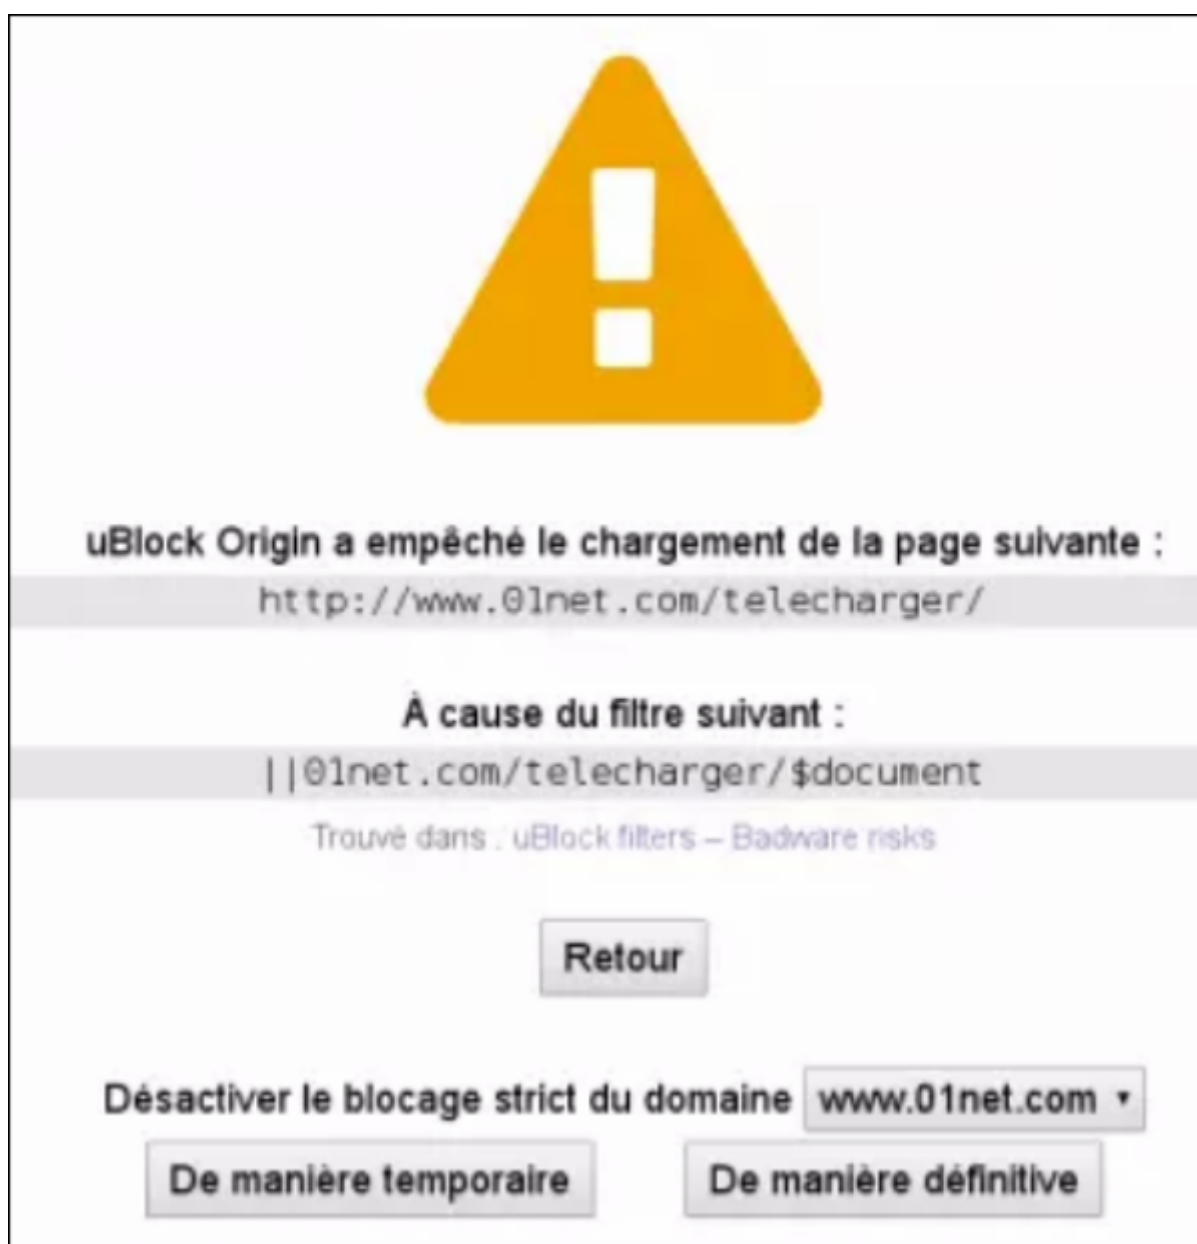 uBlock Origin a empêché le chargement de la page suivante :
http://www.01net.com/telecharger/
À cause du filtre suivant :
||01net.com/telecharger/$document
Trouvé dans : uBlock filters – Badware risks
Retour
Désactiver le blocage strict du domaine www.01net.com
De manière temporaire De manière définitive